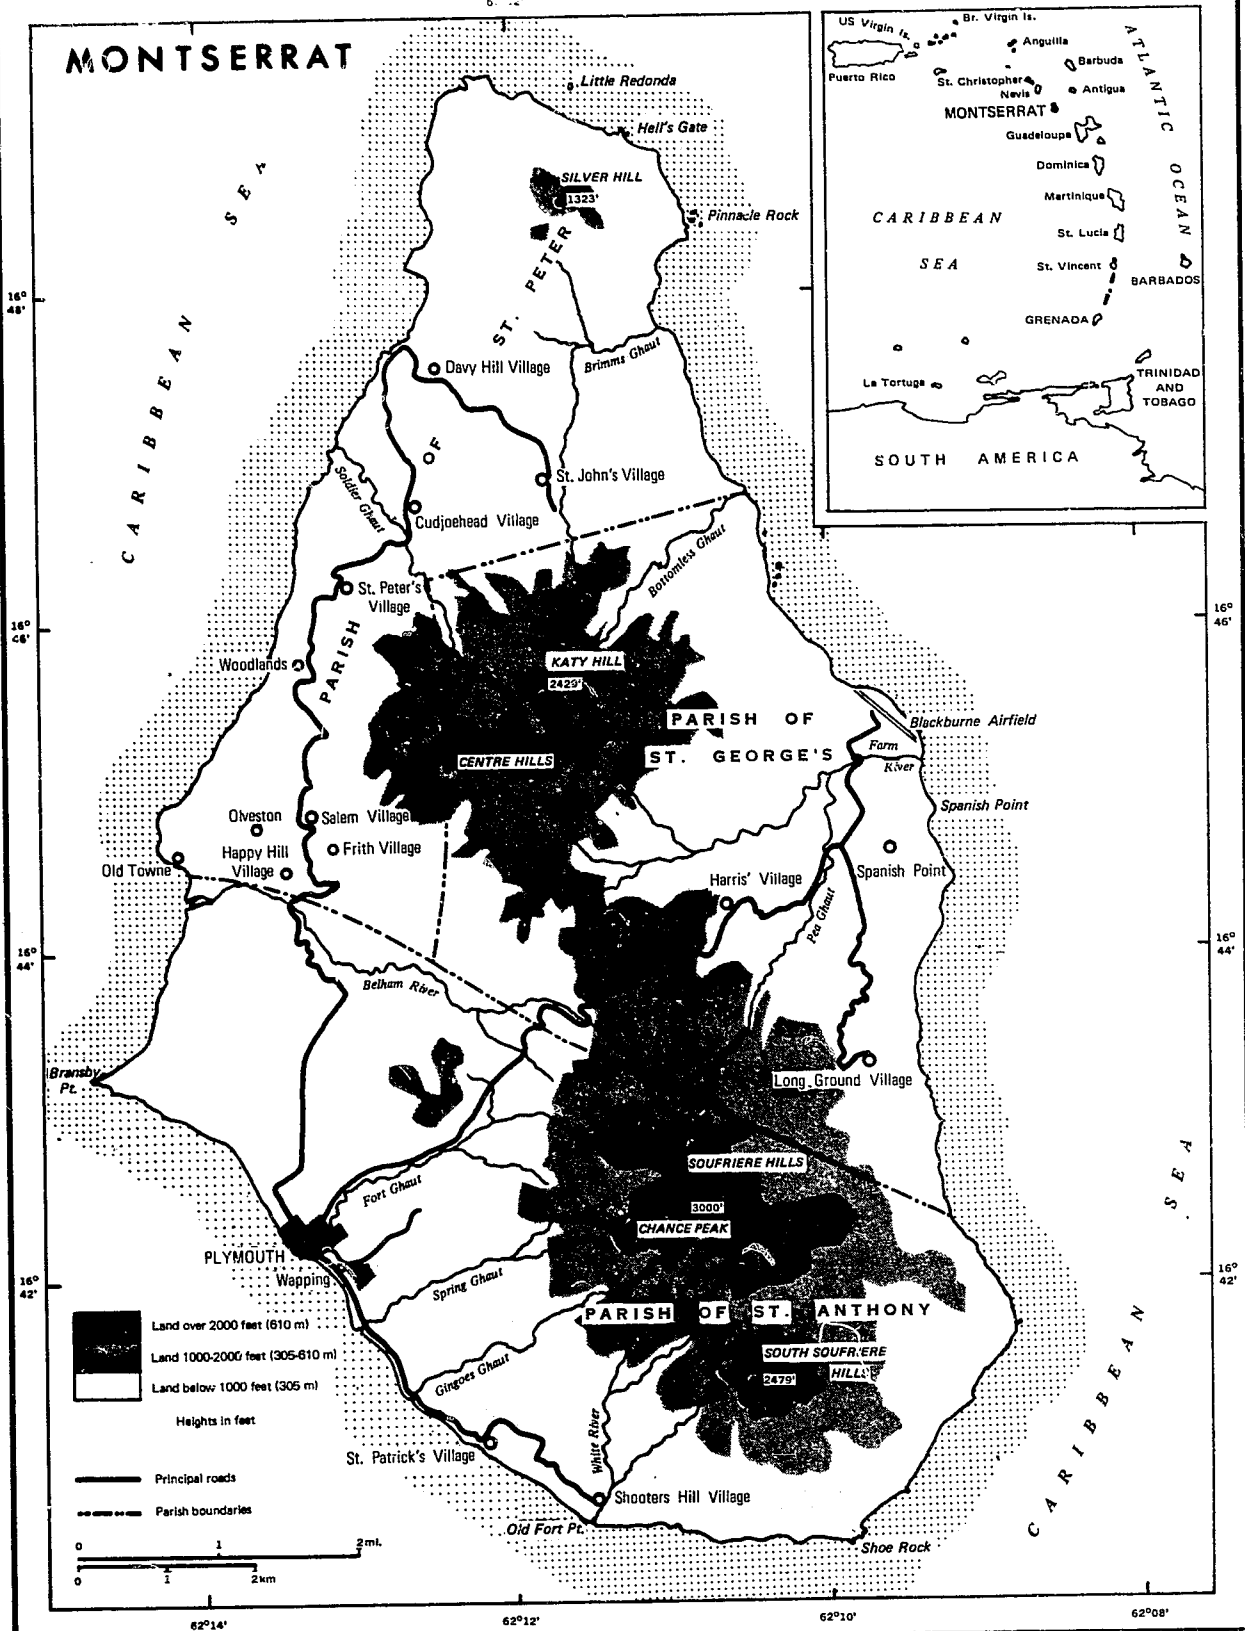 MONTSERRAT
Little Redonda
Hell's Gate
SILVER HILL
1323'
Pinnacle Rock
CARIBBEAN SEA
ST. PETER
16°
48'
Davy Hill Village
Brimms Ghaut
OF
St. John's Village
Soldier Ghaut
Cudjoehead Village
Bottomless Ghaut
St. Peter's
Village
16°
46'
16°
46'
PARISH
Woodlands
KATY HILL
2429'
PARISH OF
ST. GEORGE'S
Blackburne Airfield
Farm
River
CENTRE HILLS
Spanish Point
Olveston
Salem Village
Happy Hill
Village
Frith Village
Old Towne
Harris' Village
Spanish Point
Pea Ghaut
16°
44'
16°
44'
Belham River
Bransby
Pt.
Long Ground Village
SOUFRIERE HILLS
Fort Ghaut
3000'
CHANCE PEAK
PLYMOUTH
Wapping
Spring Ghaut
16°
42'
16°
42'
PARISH OF ST. ANTHONY
SOUTH SOUFRIERE
HILLS
2479'
Gingoes Ghaut
White River
St. Patrick's Village
Shooters Hill Village
Old Fort Pt.
Shoe Rock
CARIBBEAN SEA
Land over 2000 feet (610 m)
Land 1000-2000 feet (305-610 m)
Land below 1000 feet (305 m)
Heights in feet
Principal roads
Parish boundaries
0 1 2mi.
0 1 2km
62°14' 62°12' 62°10' 62°08'
US Virgin Is.
Br. Virgin Is.
Anguilla
Puerto Rico
Barbuda
St. Christopher
Nevis
Antigua
MONTSERRAT
Guadeloupe
Dominica
Martinique
ATLANTIC OCEAN
CARIBBEAN
SEA
St. Lucia
St. Vincent
BARBADOS
GRENADA
La Tortuga
TRINIDAD
AND
TOBAGO
SOUTH AMERICA